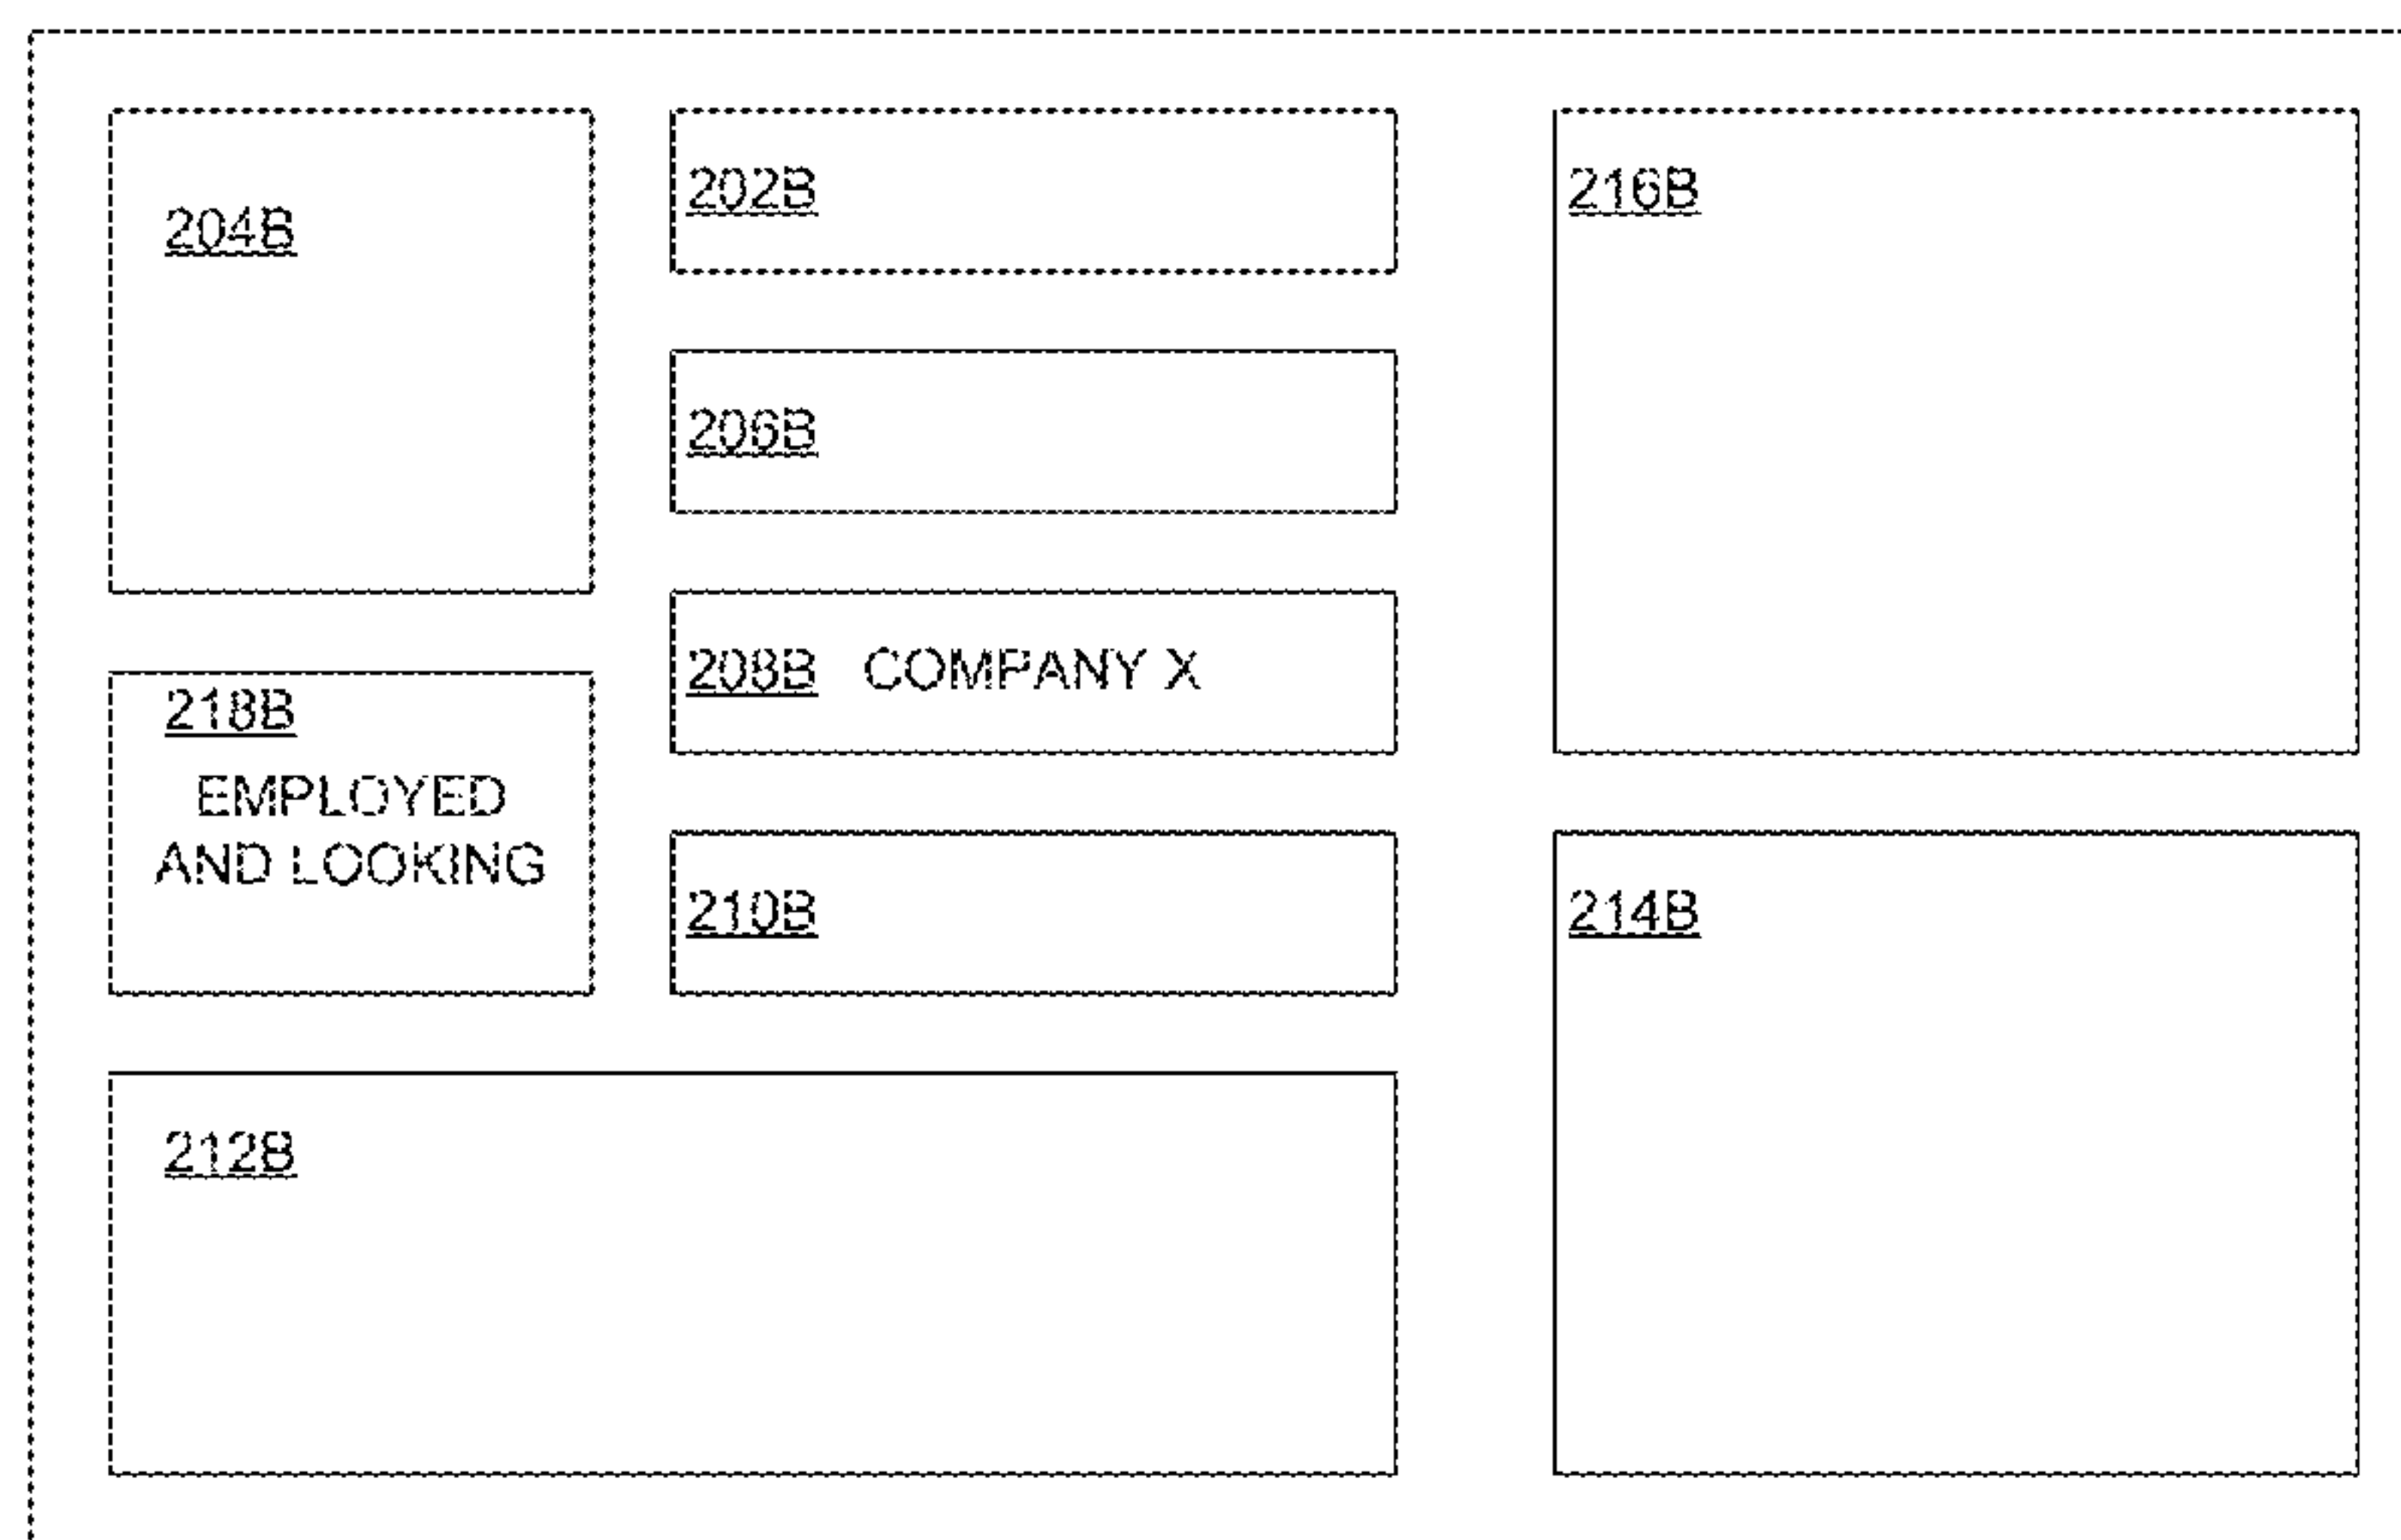 204B
202B
216B
206B
208B COMPANY X
218B
EMPLOYED
AND LOOKING
210B
214B
212B